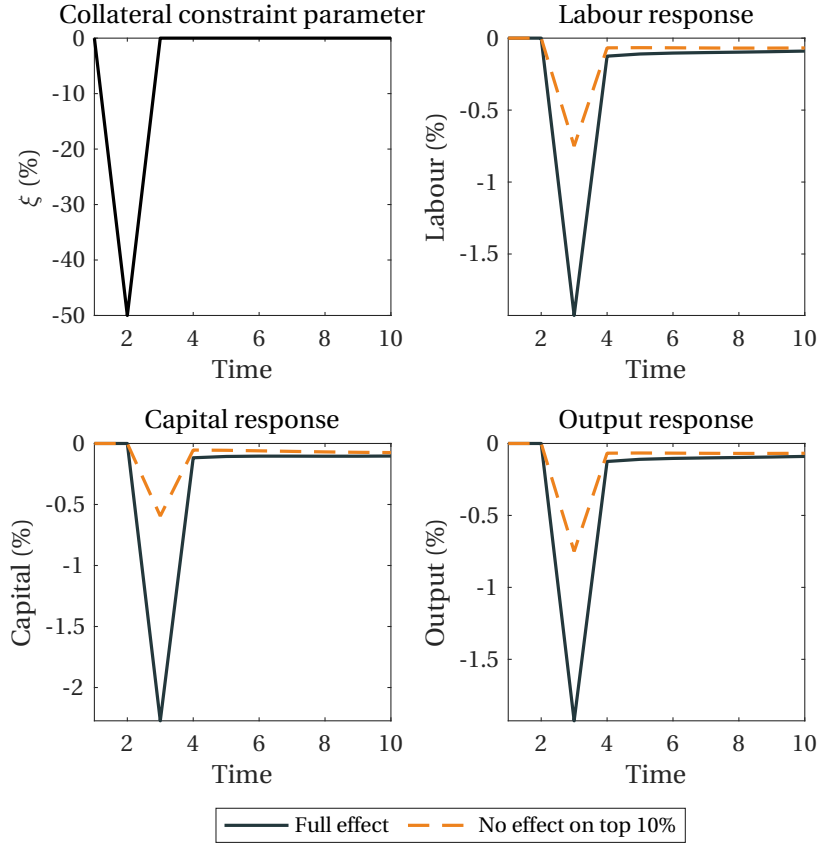 Collateral constraint parameter
0
-10
-20
-30
-40
-50
ξ (%)
2 4 6 8 10
Time
Labour response
0
-0.5
-1
-1.5
Labour (%)
2 4 6 8 10
Time
Capital response
0
-0.5
-1
-1.5
-2
Capital (%)
2 4 6 8 10
Time
Output response
0
-0.5
-1
-1.5
Output (%)
2 4 6 8 10
Time
Full effect No effect on top 10%